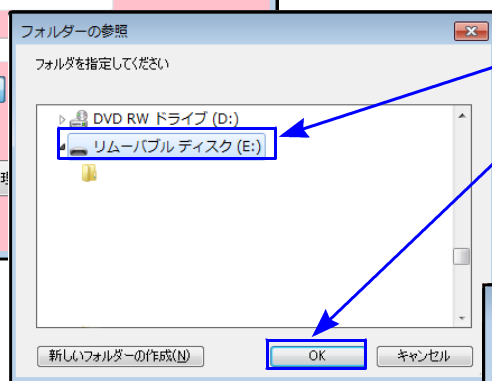 フォルダーの参照
フォルダを指定してください
DVD RW ドライブ (D:)
リムーバブル ディスク (E:)
新しいフォルダーの作成(N)
OK
キャンセル